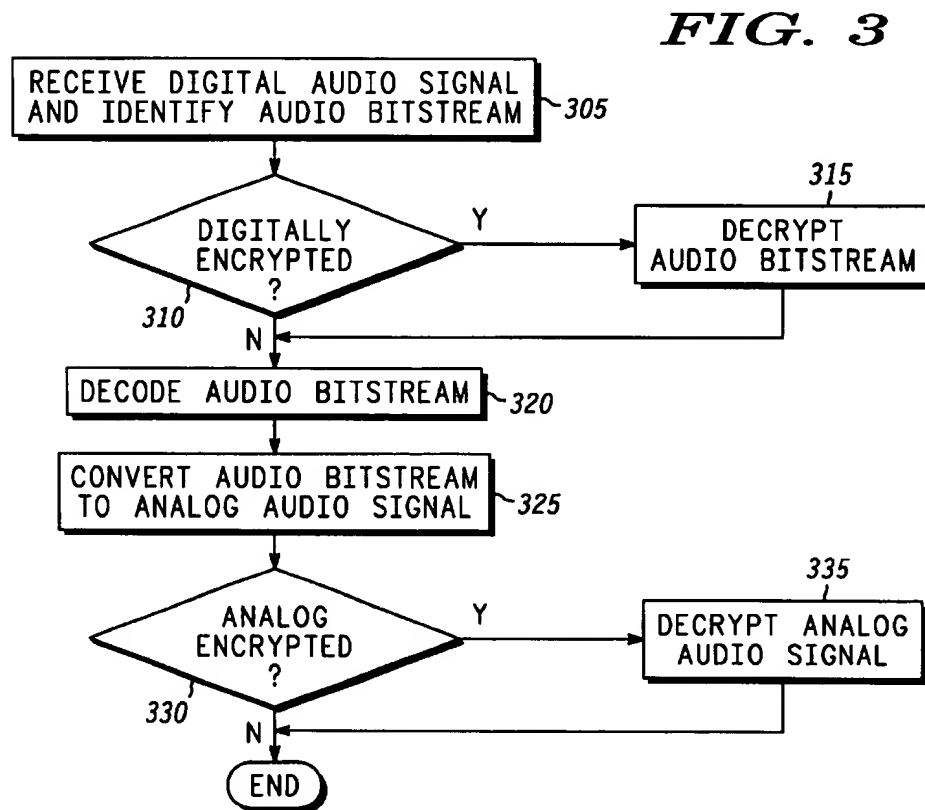 FIG. 3
RECEIVE DIGITAL AUDIO SIGNAL
AND IDENTIFY AUDIO BITSTREAM
305
DIGITALLY
ENCRYPTED
?
310
Y
N
315
DECRYPT
AUDIO BITSTREAM
DECODE AUDIO BITSTREAM
320
CONVERT AUDIO BITSTREAM
TO ANALOG AUDIO SIGNAL
325
ANALOG
ENCRYPTED
?
330
Y
N
335
DECRYPT ANALOG
AUDIO SIGNAL
END